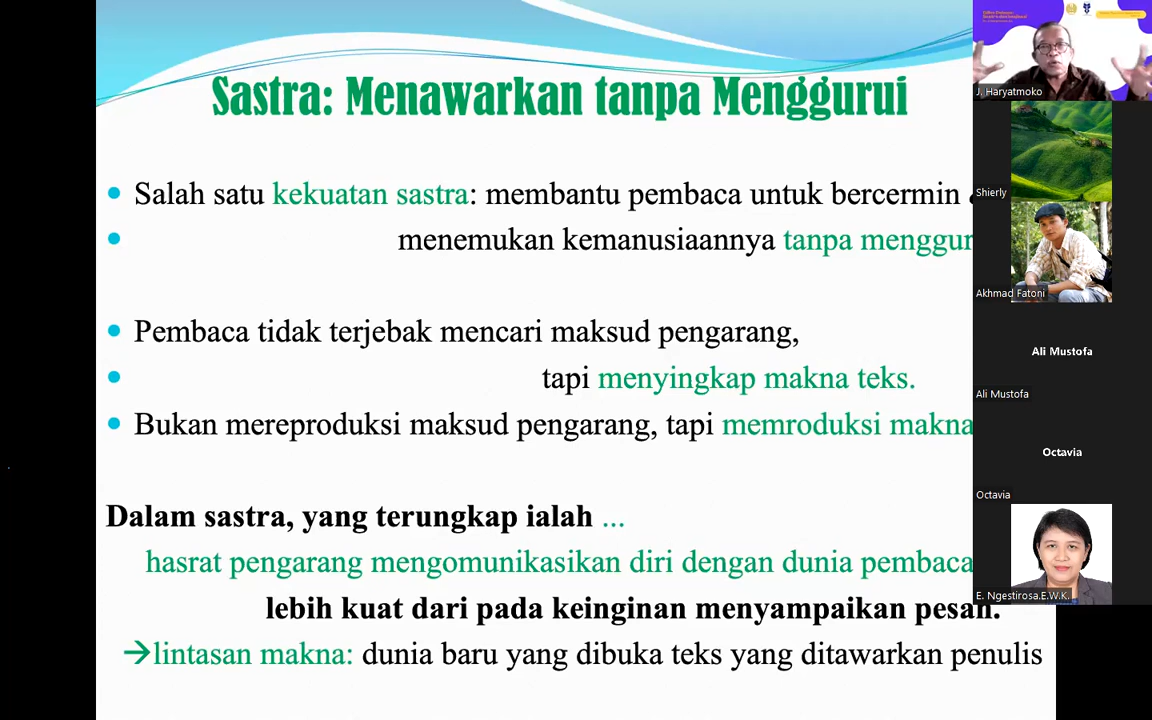 Sastra: Menawarkan tanpa Menggurui
Salah satu kekuatan sastra: membantu pembaca untuk bercermin
menemukan kemanusiaannya tanpa menggur
Pembaca tidak terjebak mencari maksud pengarang,
tapi menyingkap makna teks.
Bukan mereproduksi maksud pengarang, tapi memroduksi makna
Dalam sastra, yang terungkap ialah ...
hasrat pengarang mengomunikasikan diri dengan dunia pembaca
lebih kuat dari pada keinginan menyampaikan pesan.
→lintasan makna: dunia baru yang dibuka teks yang ditawarkan penulis
J. Haryatmoko
Shierly
Akhmad Fatoni
Ali Mustofa
Ali Mustofa
Octavia
Octavia
E. Ngestirosa.E.W.K.